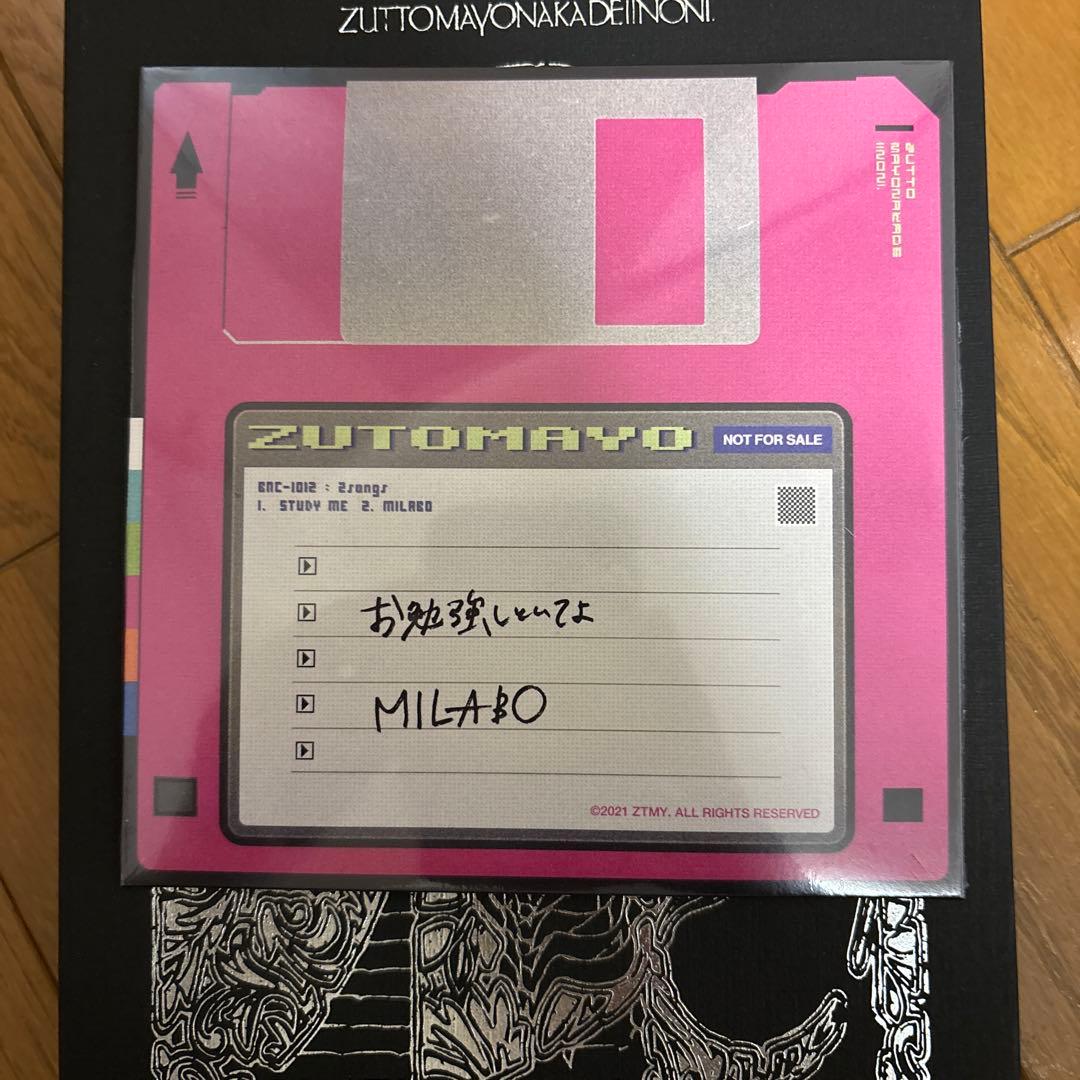 ZUTTOMAYONAKADEIINONI.
ZUTTO
MAYONAKADE
IINONI.
ZUTOMAYO
NOT FOR SALE
BNC-1012 : 2songs
1. STUDY ME 2. MILABO
お勉強しといてよ
MILABO
©2021 ZTMY. ALL RIGHTS RESERVED